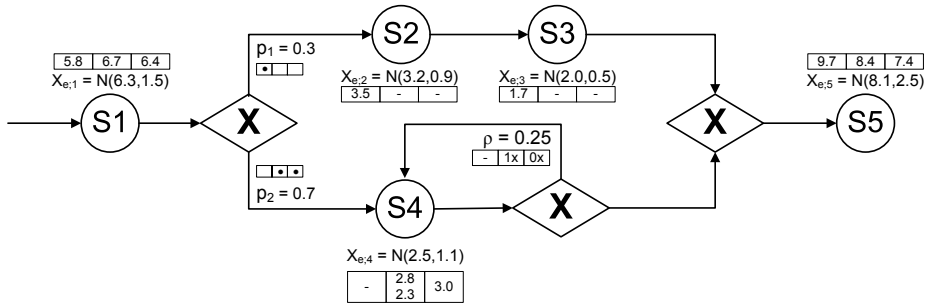 S2
S3
p1 = 0.3
5.8 6.7 6.4
9.7 8.4 7.4
Xe;1 = N(6.3,1.5)
Xe;2 = N(3.2,0.9)
Xe;3 = N(2.0,0.5)
Xe;5 = N(8.1,2.5)
3.5 - -
1.7 - -
S1
X
X
S5
ρ = 0.25
- 1x 0x
p2 = 0.7
S4
X
Xe;4 = N(2.5,1.1)
- 2.8 3.0
2.3